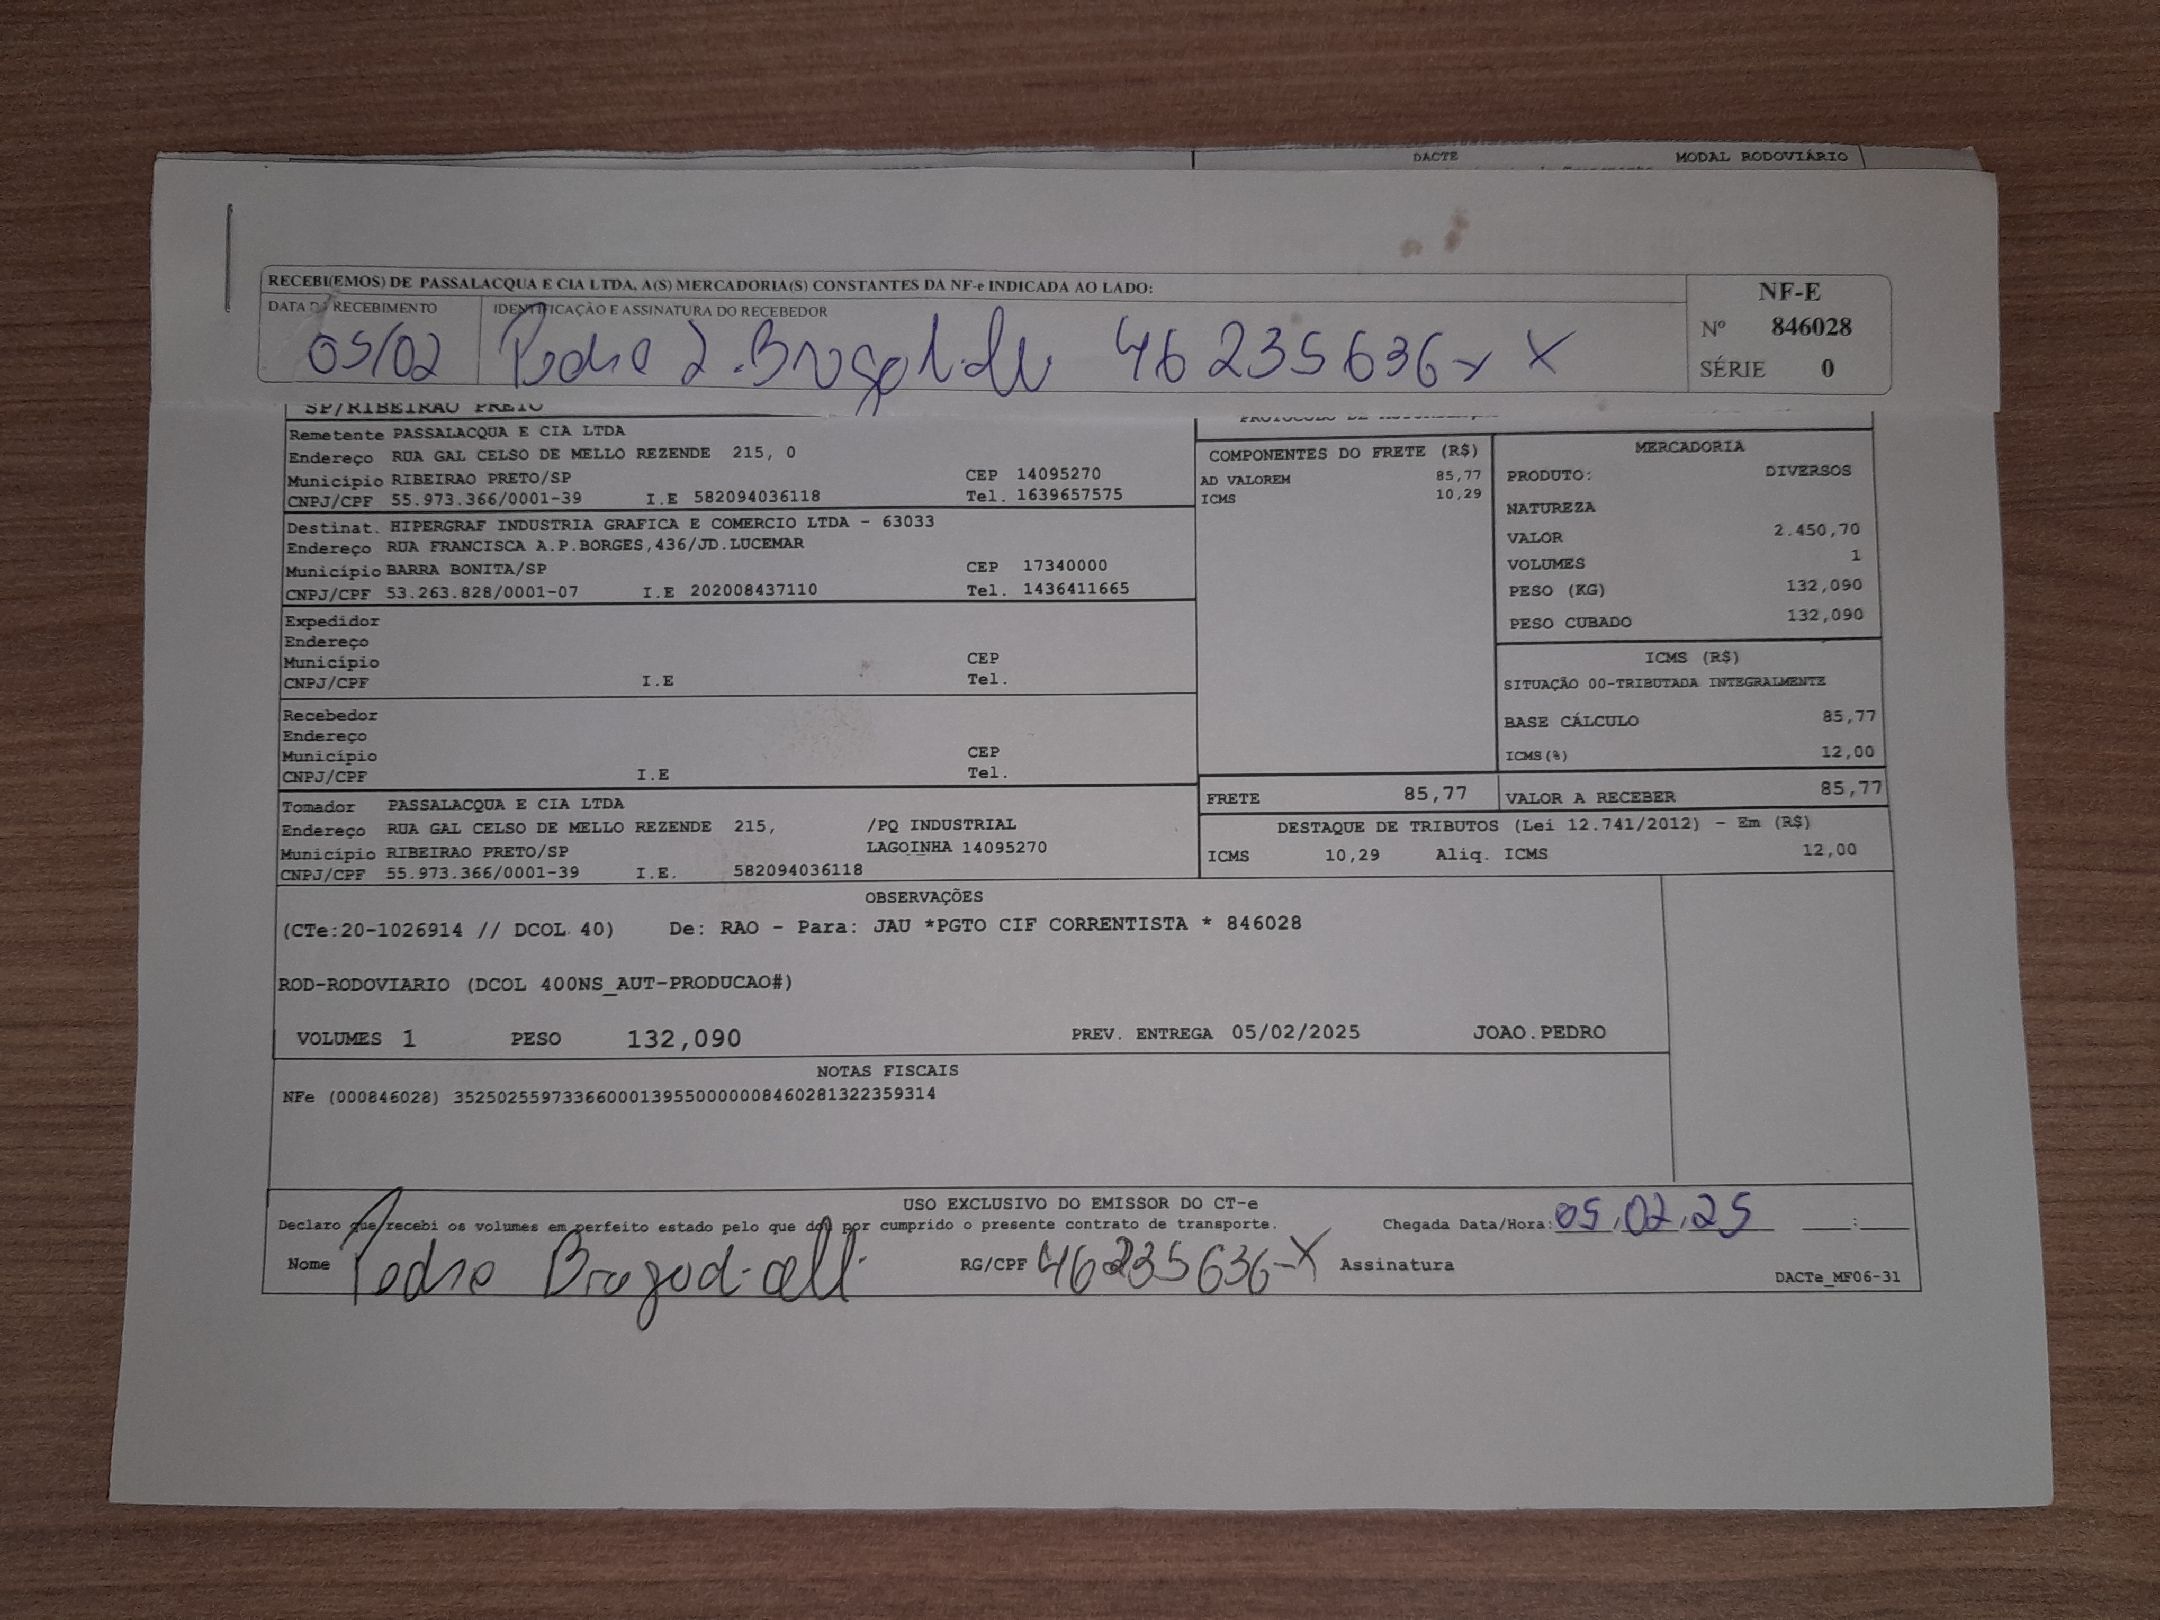 DACTE MODAL RODOVIÁRIO
RECEBI(EMOS) DE PASSALACQUA E CIA LTDA, A(S) MERCADORIA(S) CONSTANTES DA NF-e INDICADA AO LADO:
DATA DE RECEBIMENTO IDENTIFICAÇÃO E ASSINATURA DO RECEBEDOR
05/02 Pedro 46235636-X X
NF-E
Nº 846028
SÉRIE 0
SP/RIBEIRAO PRETO
Remetente PASSALACQUA E CIA LTDA
Endereço RUA GAL CELSO DE MELLO REZENDE 215, 0
Município RIBEIRAO PRETO/SP CEP 14095270
CNPJ/CPF 55.973.366/0001-39 I.E 582094036118 Tel. 1639657575
Destinat. HIPERGRAF INDUSTRIA GRAFICA E COMERCIO LTDA - 63033
Endereço RUA FRANCISCA A.P.BORGES,436/JD.LUCEMAR
Município BARRA BONITA/SP CEP 17340000
CNPJ/CPF 53.263.828/0001-07 I.E 202008437110 Tel. 1436411665
Expedidor
Endereço
Município CEP
CNPJ/CPF I.E Tel.
Recebedor
Endereço
Município CEP
CNPJ/CPF I.E Tel.
Tomador PASSALACQUA E CIA LTDA
Endereço RUA GAL CELSO DE MELLO REZENDE 215, /PQ INDUSTRIAL
Município RIBEIRAO PRETO/SP LAGOINHA 14095270
CNPJ/CPF 55.973.366/0001-39 I.E. 582094036118
COMPONENTES DO FRETE (R$)
AD VALOREM 85,77
ICMS 10,29
MERCADORIA
PRODUTO: DIVERSOS
NATUREZA
VALOR 2.450,70
VOLUMES 1
PESO (KG) 132,090
PESO CUBADO 132,090
ICMS (R$)
SITUAÇÃO 00-TRIBUTADA INTEGRALMENTE
BASE CÁLCULO 85,77
ICMS(%) 12,00
FRETE 85,77 VALOR A RECEBER 85,77
DESTAQUE DE TRIBUTOS (Lei 12.741/2012) - Em (R$)
ICMS 10,29 Aliq. ICMS 12,00
OBSERVAÇÕES
(CTe:20-1026914 // DCOL 40) De: RAO - Para: JAU *PGTO CIF CORRENTISTA * 846028
ROD-RODOVIARIO (DCOL 400NS_AUT-PRODUCAO#)
VOLUMES 1 PESO 132,090 PREV. ENTREGA 05/02/2025 JOAO.PEDRO
NOTAS FISCAIS
NFe (000846028) 35250255973366000139550000008460281322359314
USO EXCLUSIVO DO EMISSOR DO CT-e
Declaro que recebi os volumes em perfeito estado pelo que dou por cumprido o presente contrato de transporte. Chegada Data/Hora: 05.02.25 :
Nome Pedro RG/CPF 46235636-X Assinatura
DACTe_MF06-31